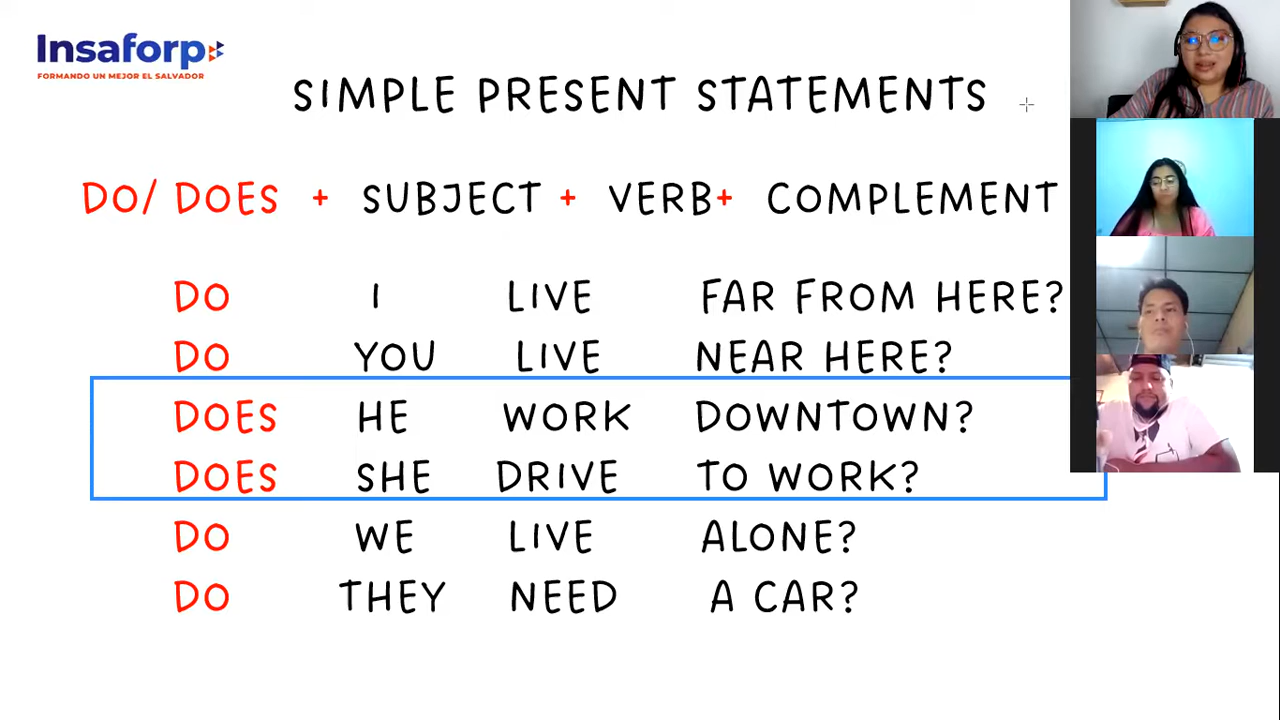 Insaforp
FORMANDO UN MEJOR EL SALVADOR
SIMPLE PRESENT STATEMENTS
DO/ DOES + SUBJECT + VERB+ COMPLEMENT
DO I LIVE FAR FROM HERE?
DO YOU LIVE NEAR HERE?
DOES HE WORK DOWNTOWN?
DOES SHE DRIVE TO WORK?
DO WE LIVE ALONE?
DO THEY NEED A CAR?